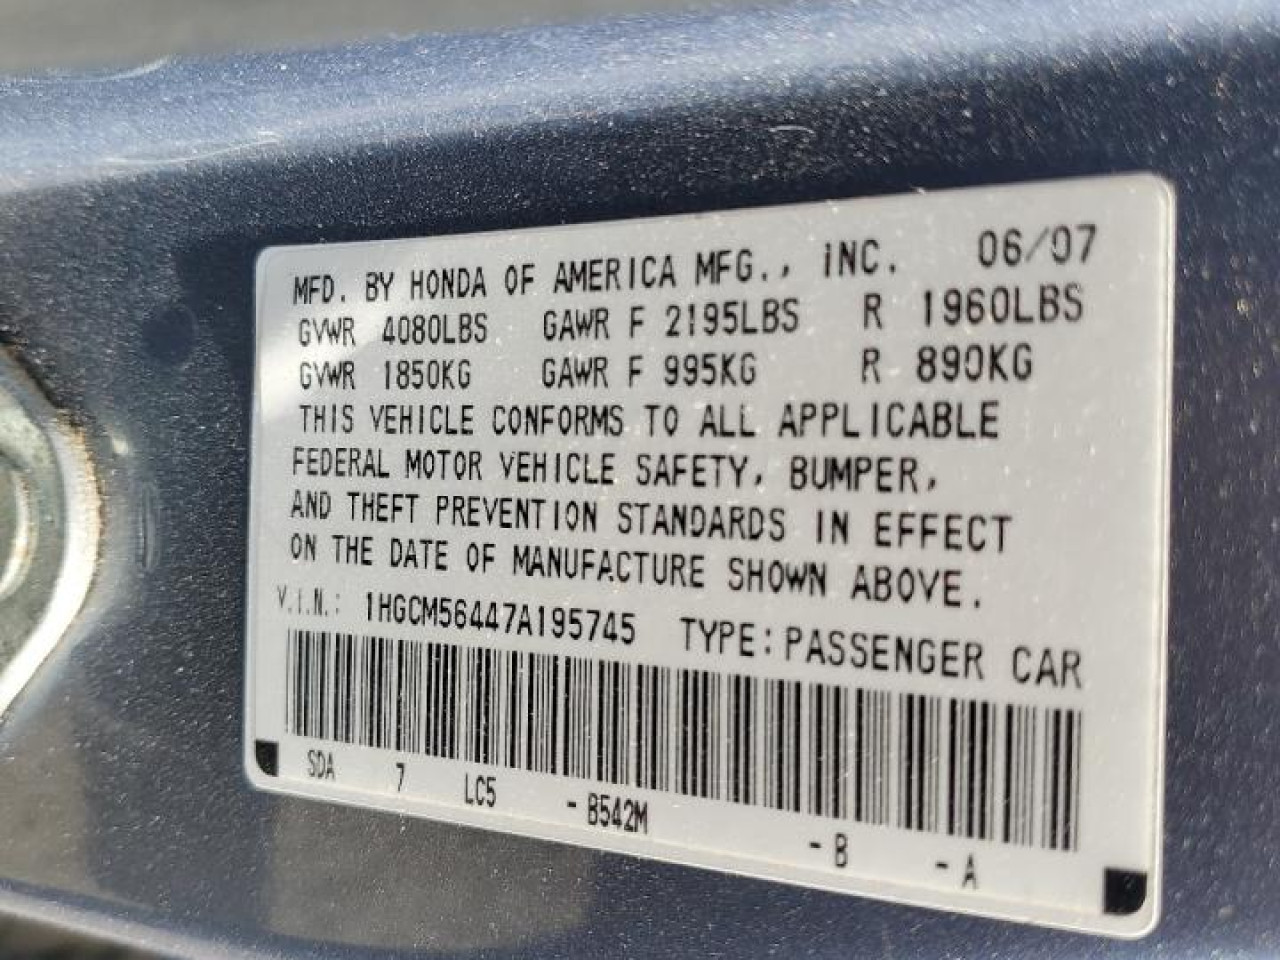 MFD. BY HONDA OF AMERICA MFG., INC. 06/07
GVWR 4080LBS GAWR F 2195LBS R 1960LBS
GVWR 1850KG GAWR F 995KG R 890KG
THIS VEHICLE CONFORMS TO ALL APPLICABLE
FEDERAL MOTOR VEHICLE SAFETY, BUMPER,
AND THEFT PREVENTION STANDARDS IN EFFECT
ON THE DATE OF MANUFACTURE SHOWN ABOVE.
V.I.N.: 1HGCM56447A195745 TYPE: PASSENGER CAR
SDA 7 LC5 - B542M - B - A